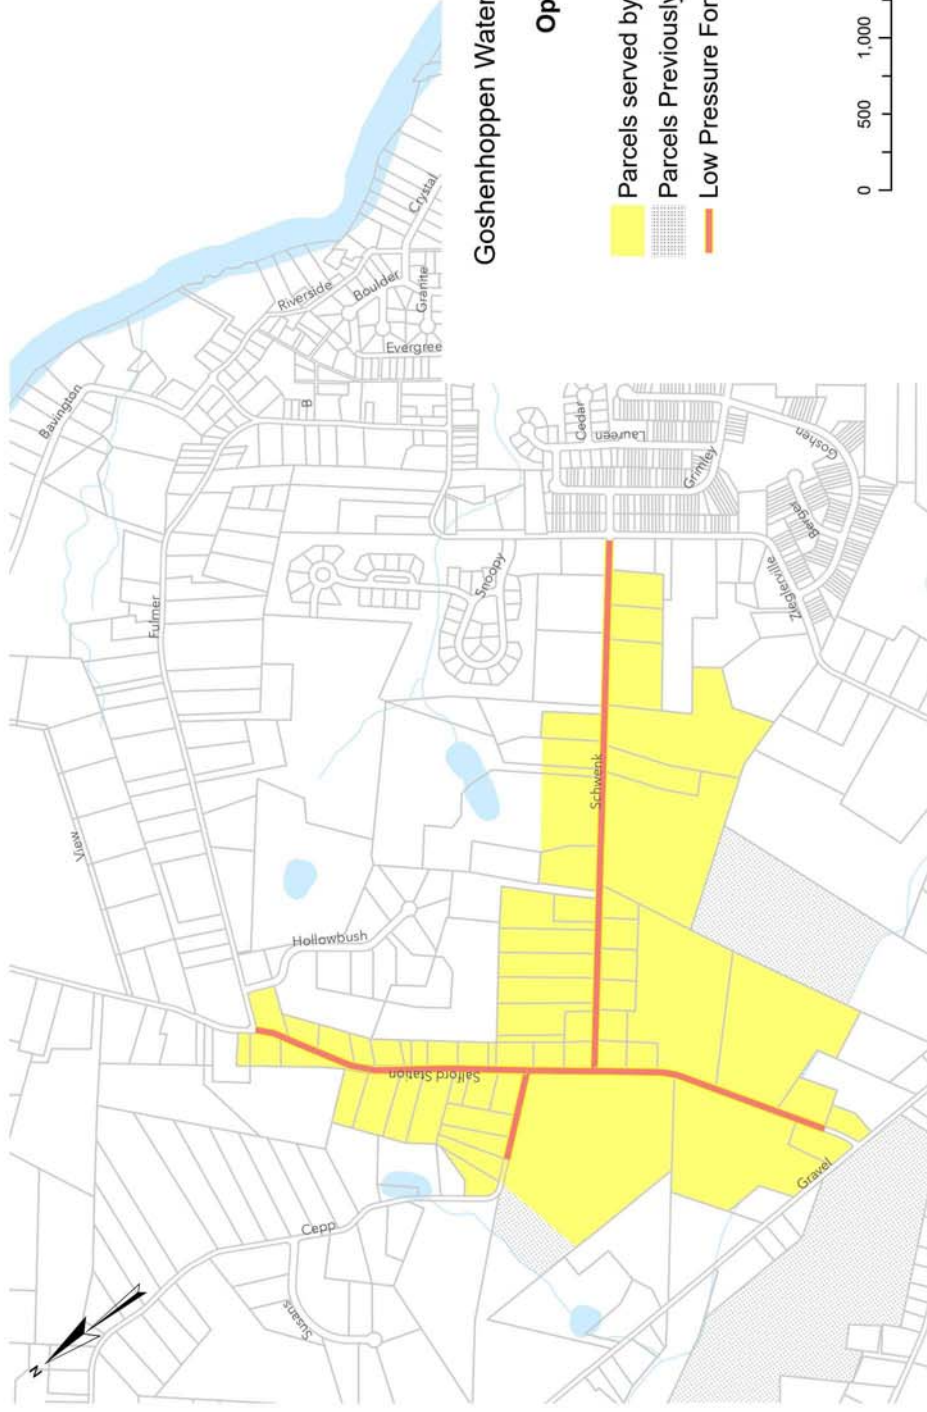 Goshenhoppen Water
Op
Parcels served by
Parcels Previously
Low Pressure For
0 500 1,000
N
Bavington
Riverside
Boulder
Crystal
Granite
Evergree
B
Fulmer
View
Snoopy
Cedar
Laureen
Grimley
Goshen
Berger
Zieglerville
Schwenk
Hollowbush
Salford Station
Cepp
Susans
Gravel